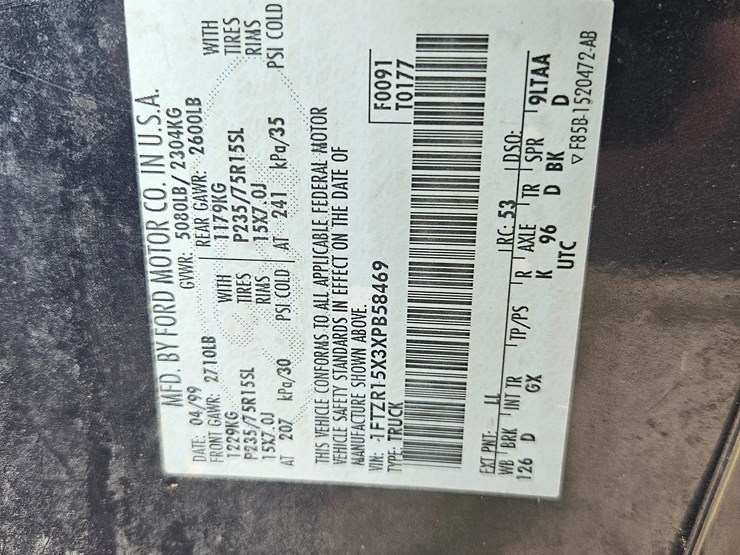 MFD. BY FORD MOTOR CO. IN U.S.A.
DATE: 04/99 GVWR: 5080LB/ 2304KG
FRONT GAWR: 2710LB REAR GAWR: 2600LB
1229KG WITH 1179KG WITH
P235/75R15SL TIRES P235/75R15SL TIRES
15X7.0J RIMS 15X7.0J RIMS
AT 207 kPa/30 PSI COLD AT 241 kPa/35 PSI COLD
THIS VEHICLE CONFORMS TO ALL APPLICABLE FEDERAL MOTOR
VEHICLE SAFETY STANDARDS IN EFFECT ON THE DATE OF
MANUFACTURE SHOWN ABOVE.
VIN: 1FTZR15X3XPB58469 F0091
TYPE: TRUCK T0177
EXT PNT: LL RC: 53 DSO:
WB BRK INT TR TP/PS R AXLE TR SPR 9LTAA
126 D GX K 96 D BK D
UTC
▽ F85B-1520472-AB